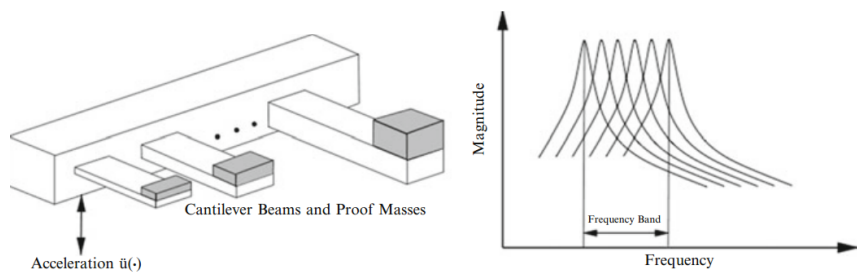 Cantilever Beams and Proof Masses
Acceleration ü(·)
Magnitude
Frequency Band
Frequency